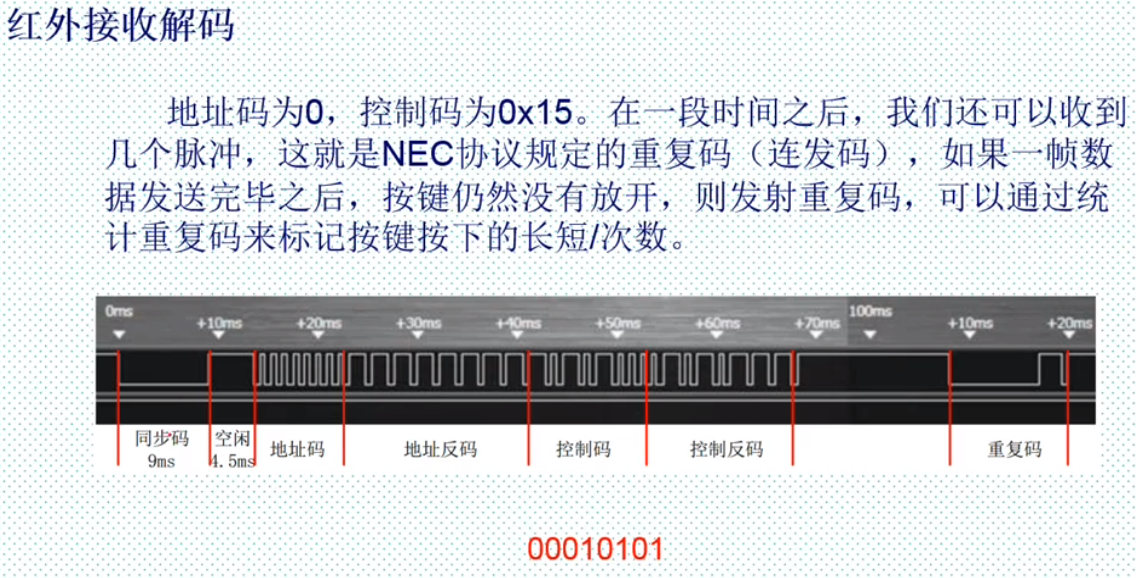 红外接收解码
地址码为0，控制码为0x15。在一段时间之后，我们还可以收到
几个脉冲，这就是NEC协议规定的重复码（连发码），如果一帧数
据发送完毕之后，按键仍然没有放开，则发射重复码，可以通过统
计重复码来标记按键按下的长短/次数。
0ms +10ms +20ms +30ms +40ms +50ms +60ms +70ms 100ms +10ms +20ms
同步码 空闲 地址码 地址反码 控制码 控制反码 重复码
9ms 4.5ms
00010101